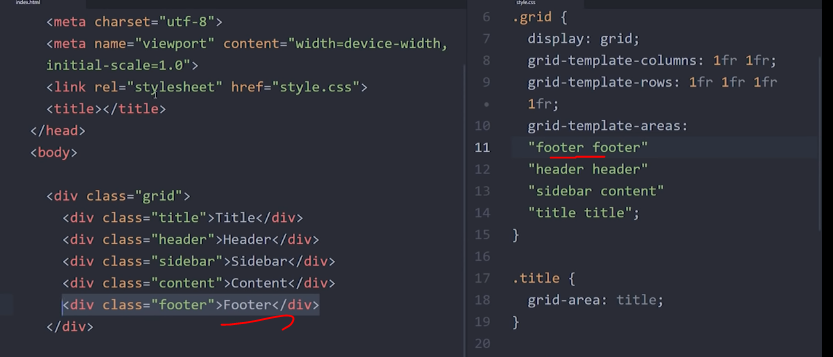 index.html
<meta charset="utf-8">
<meta name="viewport" content="width=device-width,
initial-scale=1.0">
<link rel="stylesheet" href="style.css">
<title></title>
</head>
<body>
<div class="grid">
<div class="title">Title</div>
<div class="header">Header</div>
<div class="sidebar">Sidebar</div>
<div class="content">Content</div>
<div class="footer">Footer</div>
</div>
style.css
6 .grid {
7 display: grid;
8 grid-template-columns: 1fr 1fr;
9 grid-template-rows: 1fr 1fr 1fr
• 1fr;
10 grid-template-areas:
11 "footer footer"
12 "header header"
13 "sidebar content"
14 "title title";
15 }
16
17 .title {
18 grid-area: title;
19 }
20